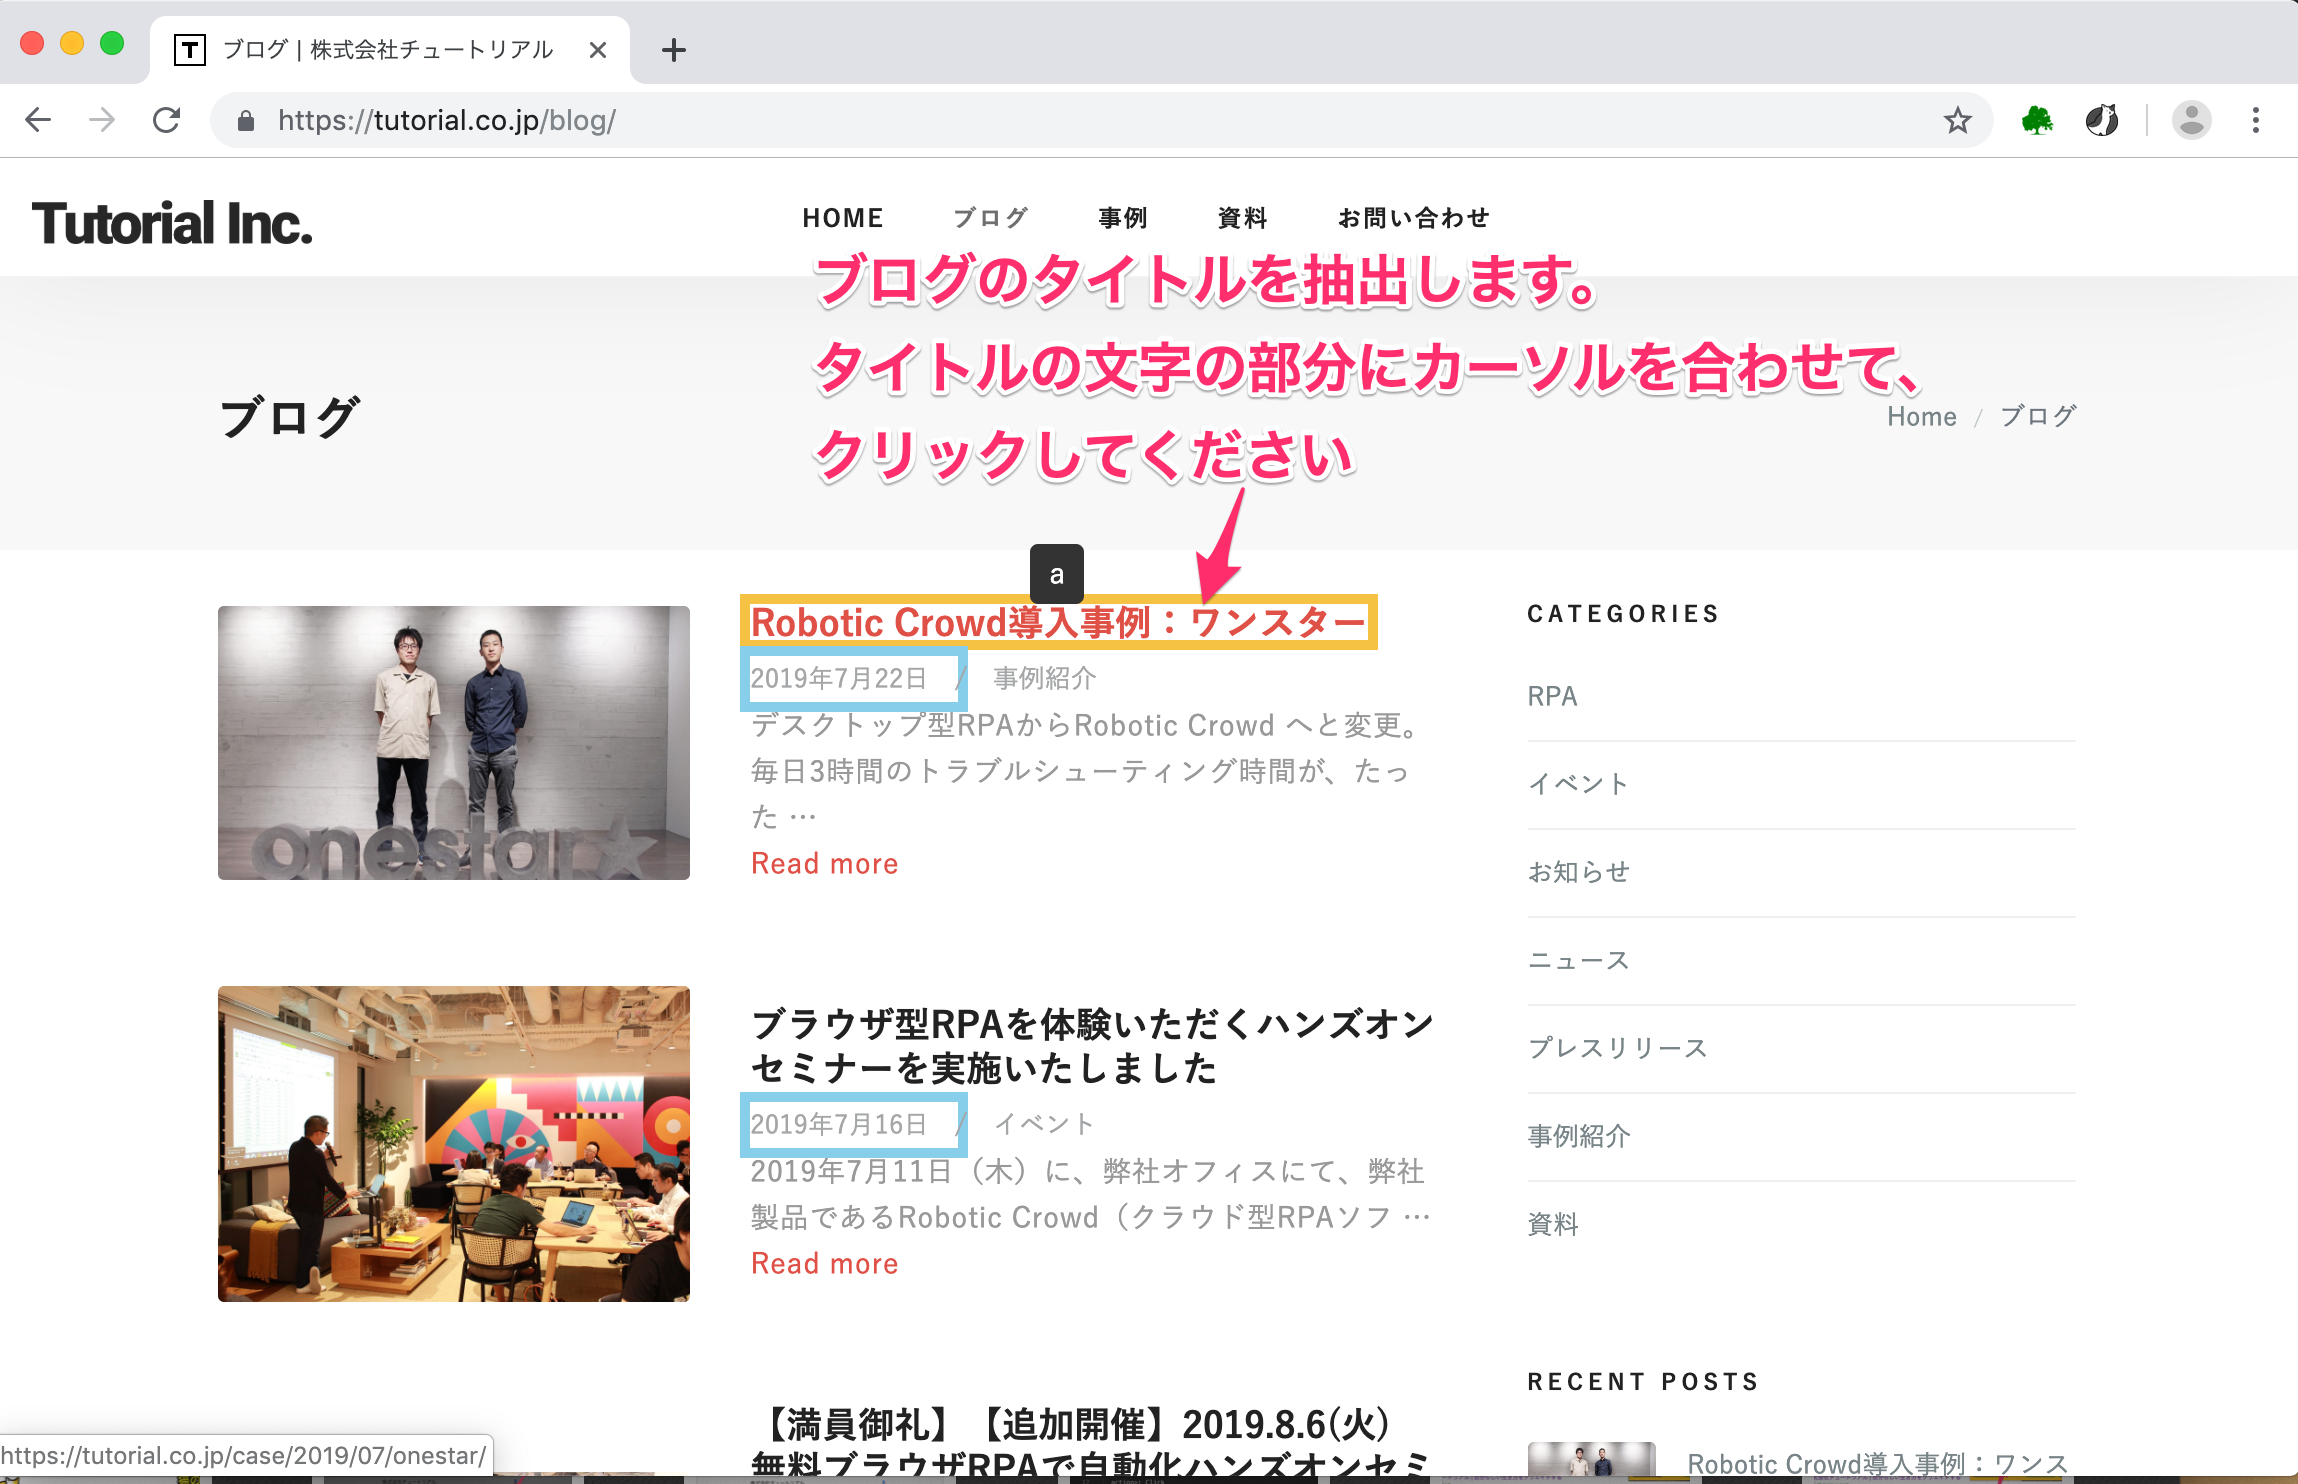 T ブログ | 株式会社チュートリアル
https://tutorial.co.jp/blog/
Tutorial Inc.
HOME ブログ 事例 資料 お問い合わせ
ブログのタイトルを抽出します。
タイトルの文字の部分にカーソルを合わせて、
クリックしてください
ブログ
Home / ブログ
a
Robotic Crowd導入事例：ワンスター
2019年7月22日 / 事例紹介
デスクトップ型RPAからRobotic Crowd へと変更。
毎日3時間のトラブルシューティング時間が、たっ
た …
Read more
onestar
ブラウザ型RPAを体験いただくハンズオン
セミナーを実施いたしました
2019年7月16日 / イベント
2019年7月11日（木）に、弊社オフィスにて、弊社
製品であるRobotic Crowd（クラウド型RPAソフ …
Read more
【満員御礼】【追加開催】2019.8.6(火)
無料ブラウザRPAで自動化ハンズオンセミ
CATEGORIES
RPA
イベント
お知らせ
ニュース
プレスリリース
事例紹介
資料
RECENT POSTS
Robotic Crowd導入事例：ワンス
https://tutorial.co.jp/case/2019/07/onestar/